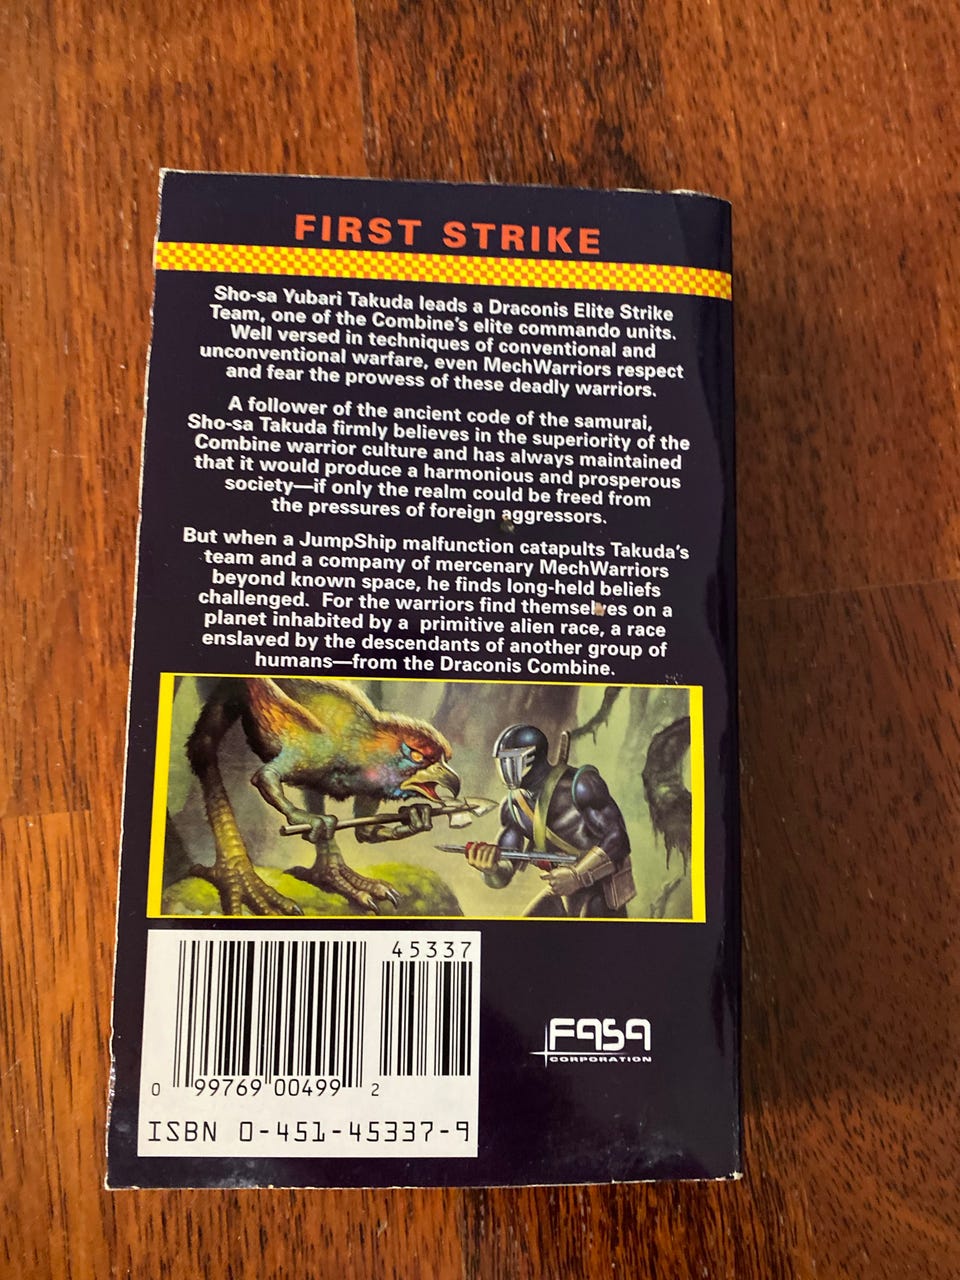 FIRST STRIKE
Sho-sa Yubari Takuda leads a Draconis Elite Strike
Team, one of the Combine's elite commando units.
Well versed in techniques of conventional and
unconventional warfare, even MechWarriors respect
and fear the prowess of these deadly warriors.
A follower of the ancient code of the samurai,
Sho-sa Takuda firmly believes in the superiority of the
Combine warrior culture and has always maintained
that it would produce a harmonious and prosperous
society—if only the realm could be freed from
the pressures of foreign aggressors.
But when a JumpShip malfunction catapults Takuda's
team and a company of mercenary MechWarriors
beyond known space, he finds long-held beliefs
challenged. For the warriors find themselves on a
planet inhabited by a primitive alien race, a race
enslaved by the descendants of another group of
humans—from the Draconis Combine.
45337
0 99769 00499 2
ISBN 0-451-45337-9
FASA
CORPORATION